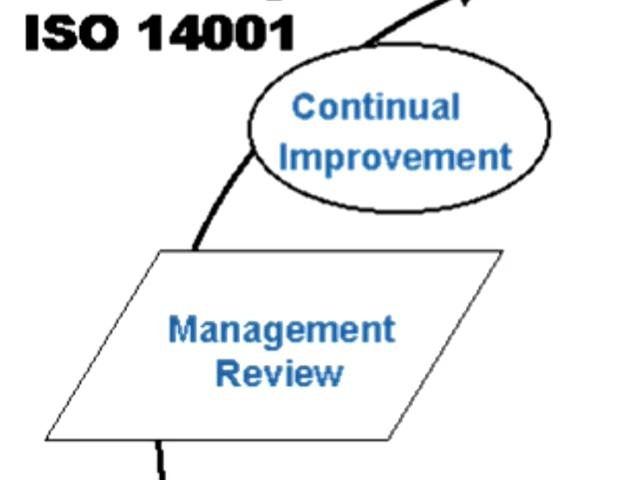 ISO 14001
Continual
Improvement
Management
Review